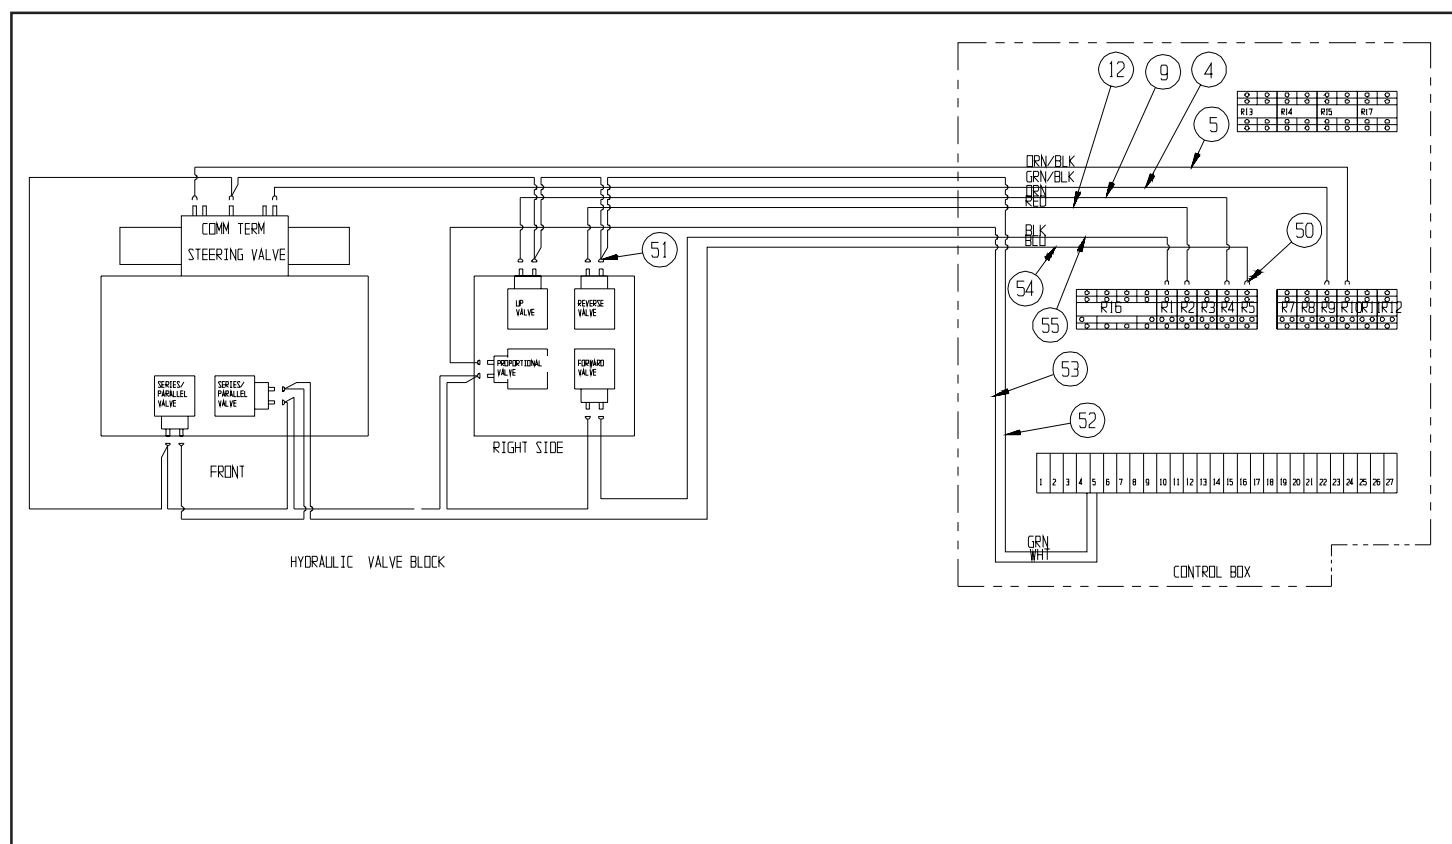 12
9
4
5
R13 R14 R15 R17
ORN/BLK
GRN/BLK
ORN
RED
COMM TERM
STEERING VALVE
BLK
BLU
50
51
54
55
UP
VALVE
REVERSE
VALVE
R16 R1 R2 R3 R4 R5 R7 R8 R9 R10 R11 R12
PROPORTIONAL
VALVE
FORWARD
VALVE
53
SERIES/
PARALLEL
VALVE
SERIES/
PARALLEL
VALVE
52
RIGHT SIDE
FRONT
1 2 3 4 5 6 7 8 9 10 11 12 13 14 15 16 17 18 19 20 21 22 23 24 25 26 27
GRN
WHT
HYDRAULIC VALVE BLOCK
CONTROL BOX